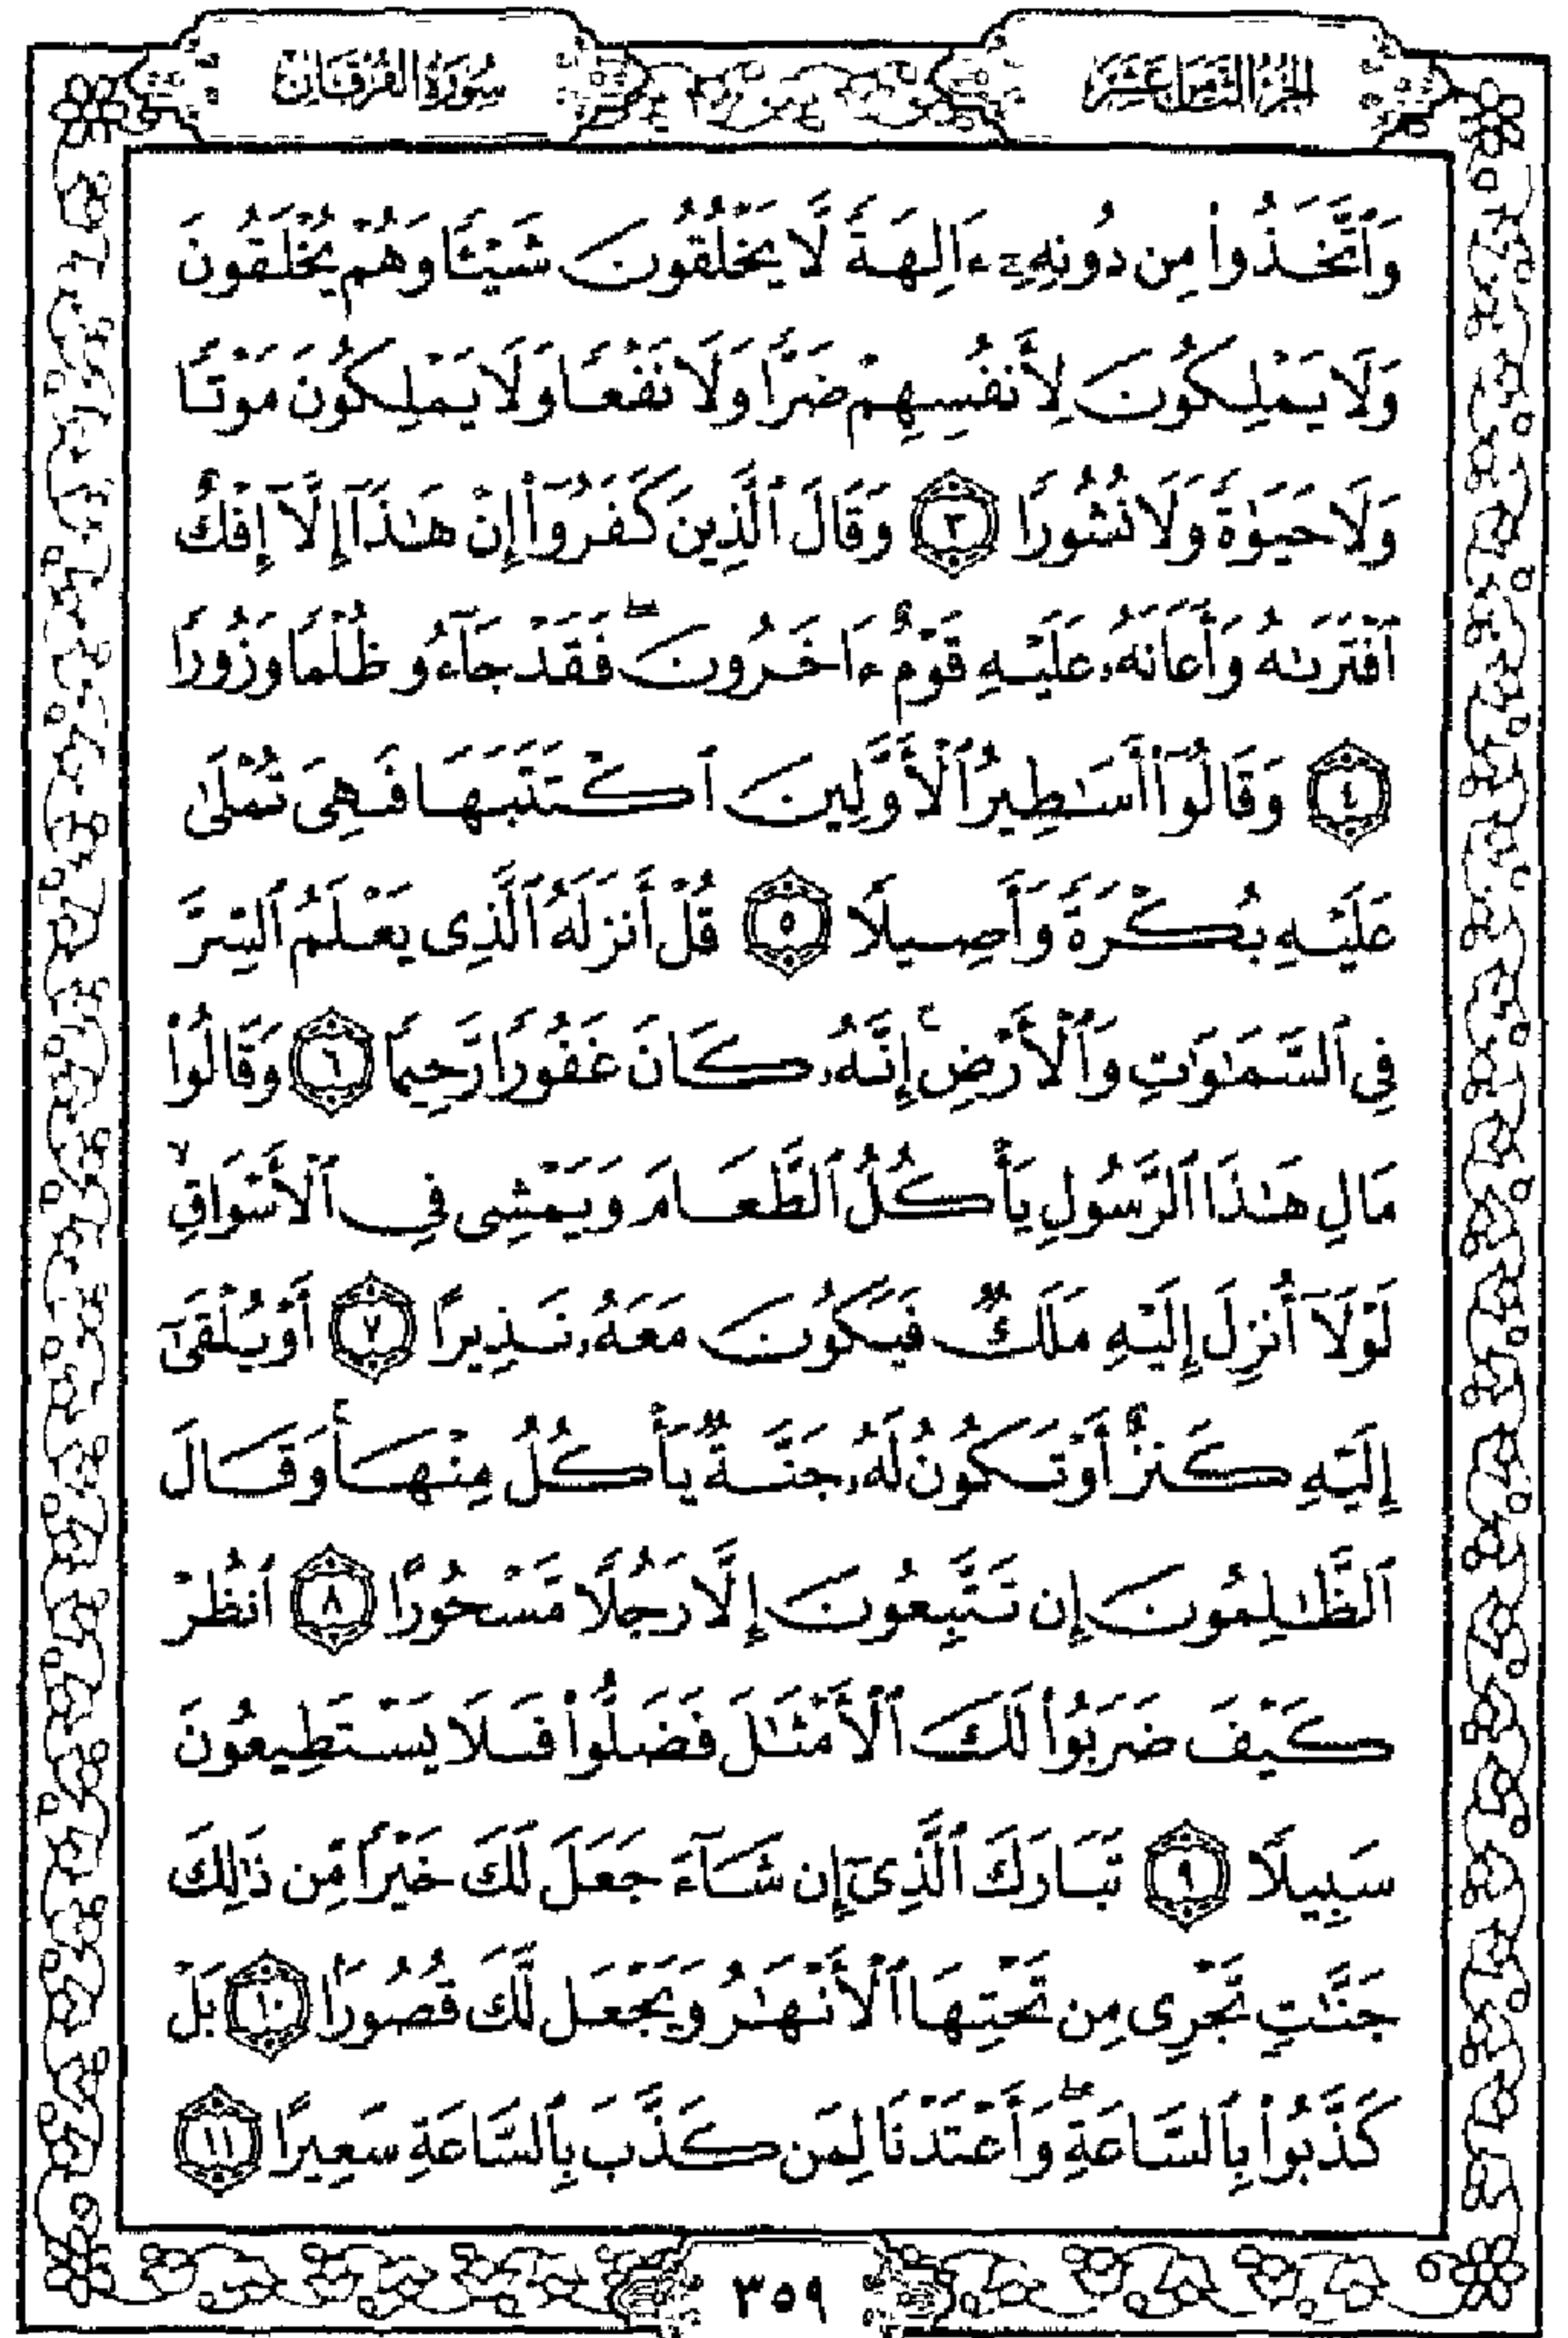 الجزء الثامن عشر
سورة الفرقان
وَٱتَّخَذُوا۟ مِن دُونِهِۦٓ ءَالِهَةً لَّا يَخْلُقُونَ شَيْـًٔا وَهُمْ يُخْلَقُونَ
وَلَا يَمْلِكُونَ لِأَنفُسِهِمْ ضَرًّا وَلَا نَفْعًا وَلَا يَمْلِكُونَ مَوْتًا
وَلَا حَيَوٰةً وَلَا نُشُورًا ٣ وَقَالَ ٱلَّذِينَ كَفَرُوٓا۟ إِنْ هَـٰذَآ إِلَّآ إِفْكٌ
ٱفْتَرَىٰهُ وَأَعَانَهُۥ عَلَيْهِ قَوْمٌ ءَاخَرُونَ ۖ فَقَدْ جَآءُو ظُلْمًا وَزُورًا
٤ وَقَالُوٓا۟ أَسَـٰطِيرُ ٱلْأَوَّلِينَ ٱكْتَتَبَهَا فَهِىَ تُمْلَىٰ
عَلَيْهِ بُكْرَةً وَأَصِيلًا ٥ قُلْ أَنزَلَهُ ٱلَّذِى يَعْلَمُ ٱلسِّرَّ
فِى ٱلسَّمَـٰوَٰتِ وَٱلْأَرْضِ ۚ إِنَّهُۥ كَانَ غَفُورًا رَّحِيمًا ٦ وَقَالُوا۟
مَالِ هَـٰذَا ٱلرَّسُولِ يَأْكُلُ ٱلطَّعَامَ وَيَمْشِى فِى ٱلْأَسْوَاقِ ۙ
لَوْلَآ أُنزِلَ إِلَيْهِ مَلَكٌ فَيَكُونَ مَعَهُۥ نَذِيرًا ٧ أَوْ يُلْقَىٰٓ
إِلَيْهِ كَنزٌ أَوْ تَكُونُ لَهُۥ جَنَّةٌ يَأْكُلُ مِنْهَا ۚ وَقَالَ
ٱلظَّـٰلِمُونَ إِن تَتَّبِعُونَ إِلَّا رَجُلًا مَّسْحُورًا ٨ ٱنظُرْ
كَيْفَ ضَرَبُوا۟ لَكَ ٱلْأَمْثَـٰلَ فَضَلُّوا۟ فَلَا يَسْتَطِيعُونَ
سَبِيلًا ٩ تَبَارَكَ ٱلَّذِىٓ إِن شَآءَ جَعَلَ لَكَ خَيْرًا مِّن ذَٰلِكَ
جَنَّـٰتٍ تَجْرِى مِن تَحْتِهَا ٱلْأَنْهَـٰرُ وَيَجْعَل لَّكَ قُصُورًۢا ١٠ بَلْ
كَذَّبُوا۟ بِٱلسَّاعَةِ ۖ وَأَعْتَدْنَا لِمَن كَذَّبَ بِٱلسَّاعَةِ سَعِيرًا ١١
٣٥٩